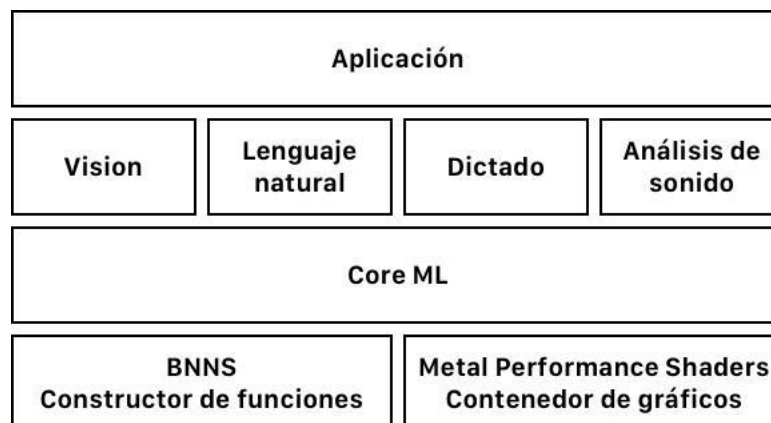 Aplicación
Vision
Lenguaje
natural
Dictado
Análisis de
sonido
Core ML
BNNS
Constructor de funciones
Metal Performance Shaders
Contenedor de gráficos